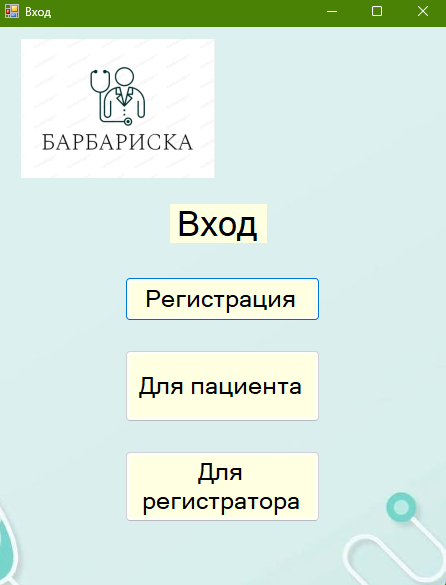 Вход
БАРБАРИСКА
Вход
Регистрация
Для пациента
Для
регистратора